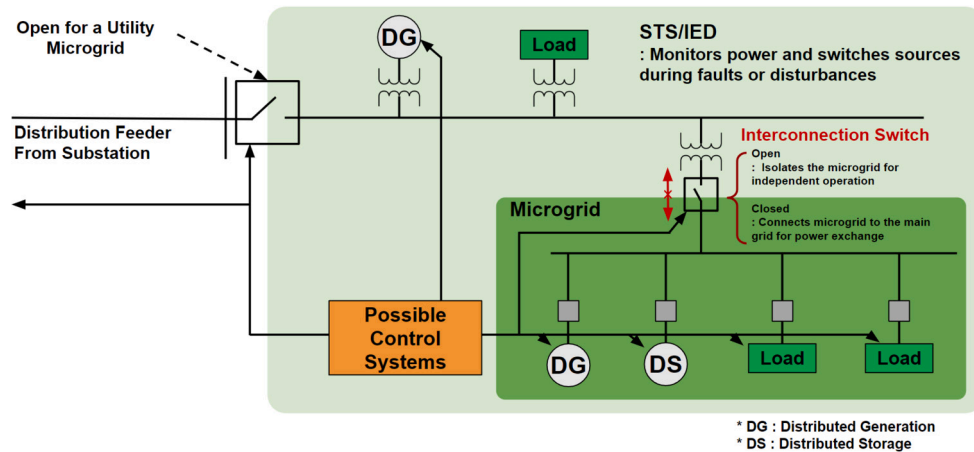 Open for a Utility
Microgrid
DG
Load
STS/IED
: Monitors power and switches sources
during faults or disturbances
Distribution Feeder
From Substation
Interconnection Switch
Open
: Isolates the microgrid for
independent operation
Closed
: Connects microgrid to the main
grid for power exchange
Microgrid
Possible
Control
Systems
DG
DS
Load
Load
* DG : Distributed Generation
* DS : Distributed Storage